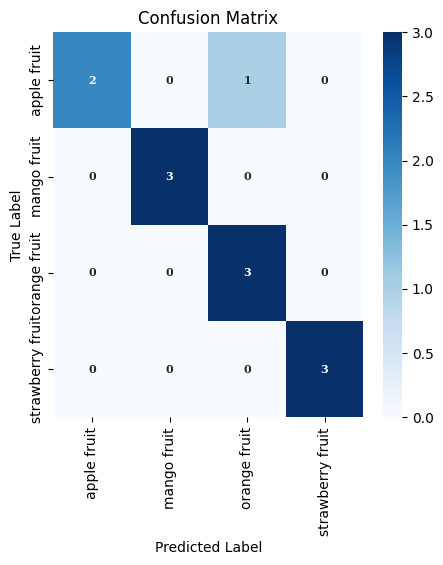 Confusion Matrix
True Label
apple fruit
mango fruit
orange fruit
strawberry fruit
2 0 1 0
0 3 0 0
0 0 3 0
0 0 0 3
3.0
2.5
2.0
1.5
1.0
0.5
0.0
apple fruit
mango fruit
orange fruit
strawberry fruit
Predicted Label